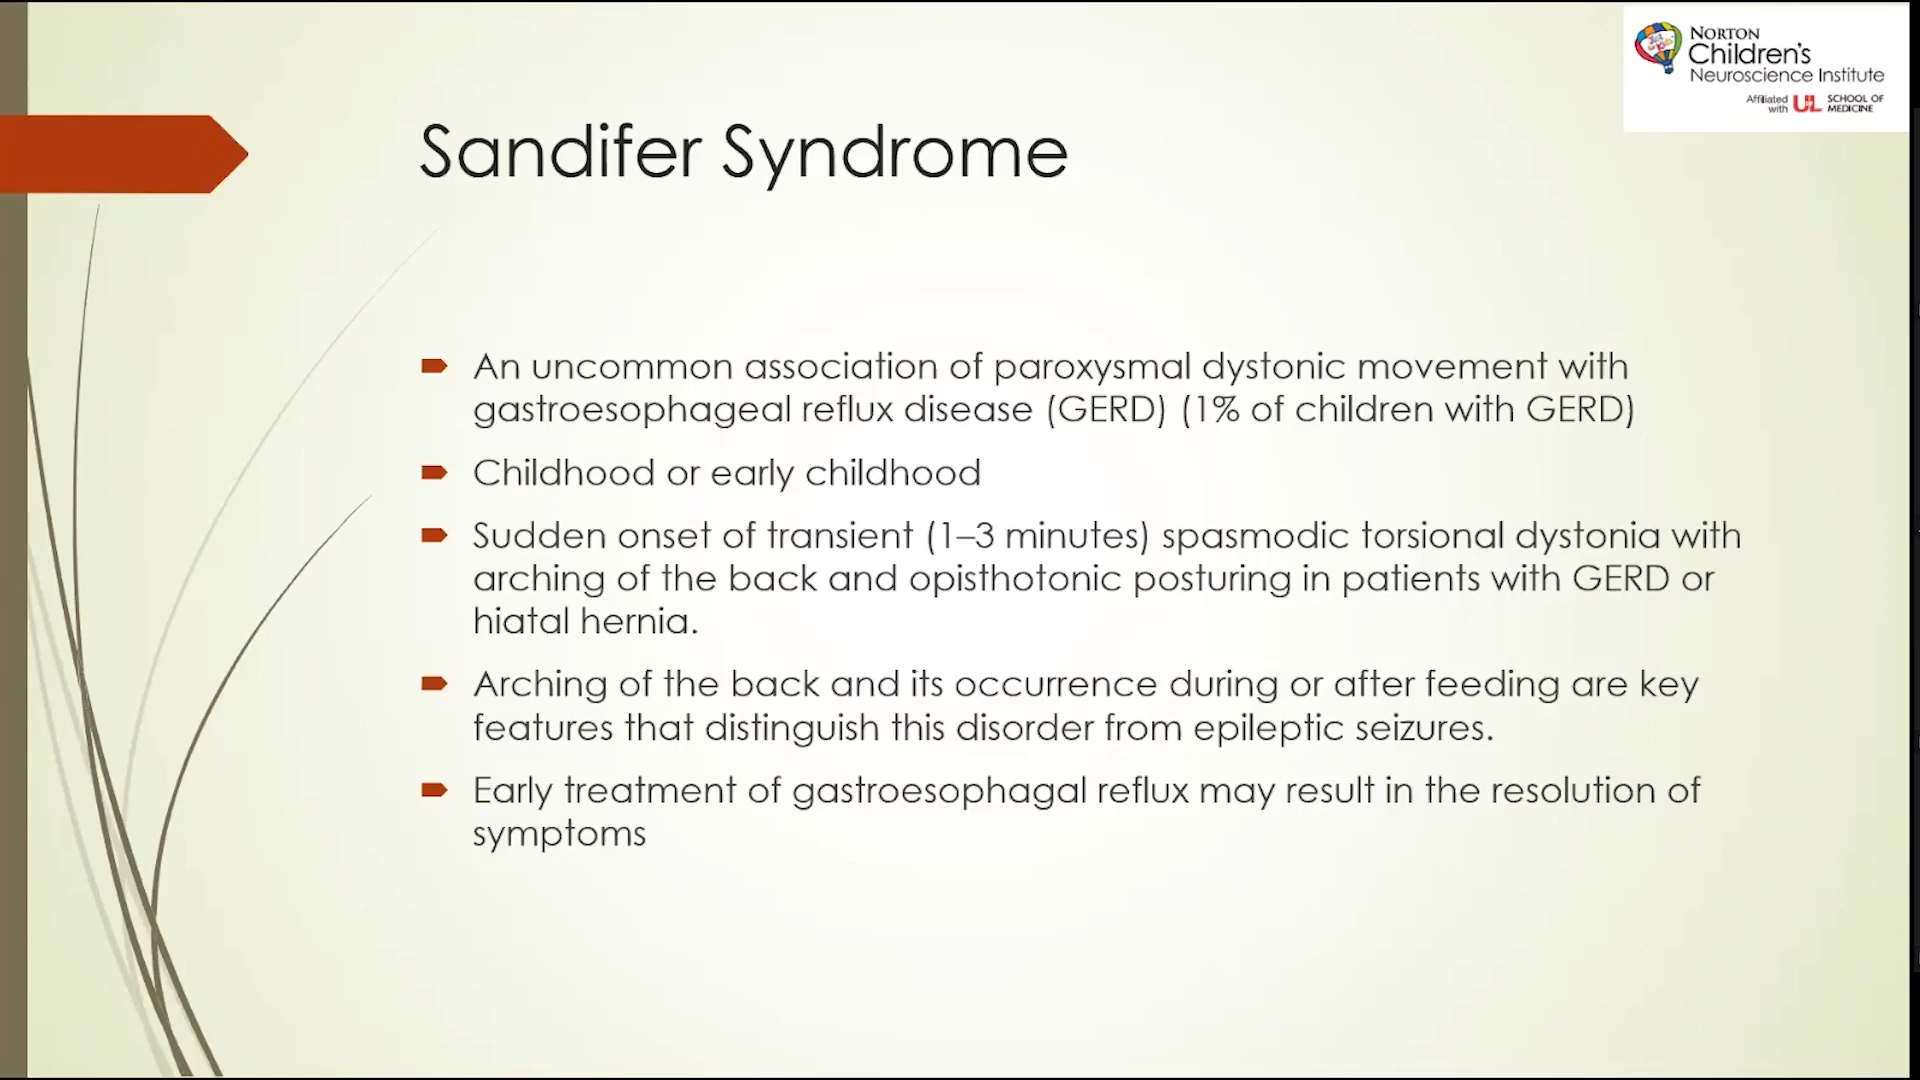 NORTON
Children's
Neuroscience Institute
Affiliated with UL SCHOOL OF MEDICINE
Sandifer Syndrome
An uncommon association of paroxysmal dystonic movement with
gastroesophageal reflux disease (GERD) (1% of children with GERD)
Childhood or early childhood
Sudden onset of transient (1–3 minutes) spasmodic torsional dystonia with
arching of the back and opisthotonic posturing in patients with GERD or
hiatal hernia.
Arching of the back and its occurrence during or after feeding are key
features that distinguish this disorder from epileptic seizures.
Early treatment of gastroesophagal reflux may result in the resolution of
symptoms